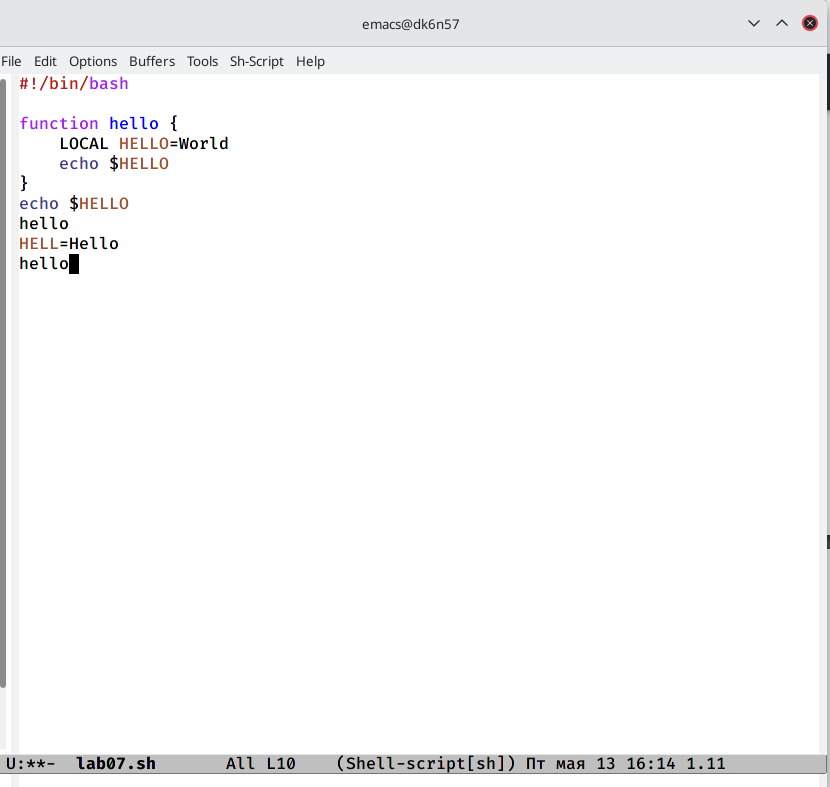 emacs@dk6n57
File Edit Options Buffers Tools Sh-Script Help
#!/bin/bash
function hello {
    LOCAL HELLO=World
    echo $HELLO
}
echo $HELLO
hello
HELL=Hello
hello
U:**-  lab07.sh       All L10    (Shell-script[sh]) Пт мая 13 16:14 1.11